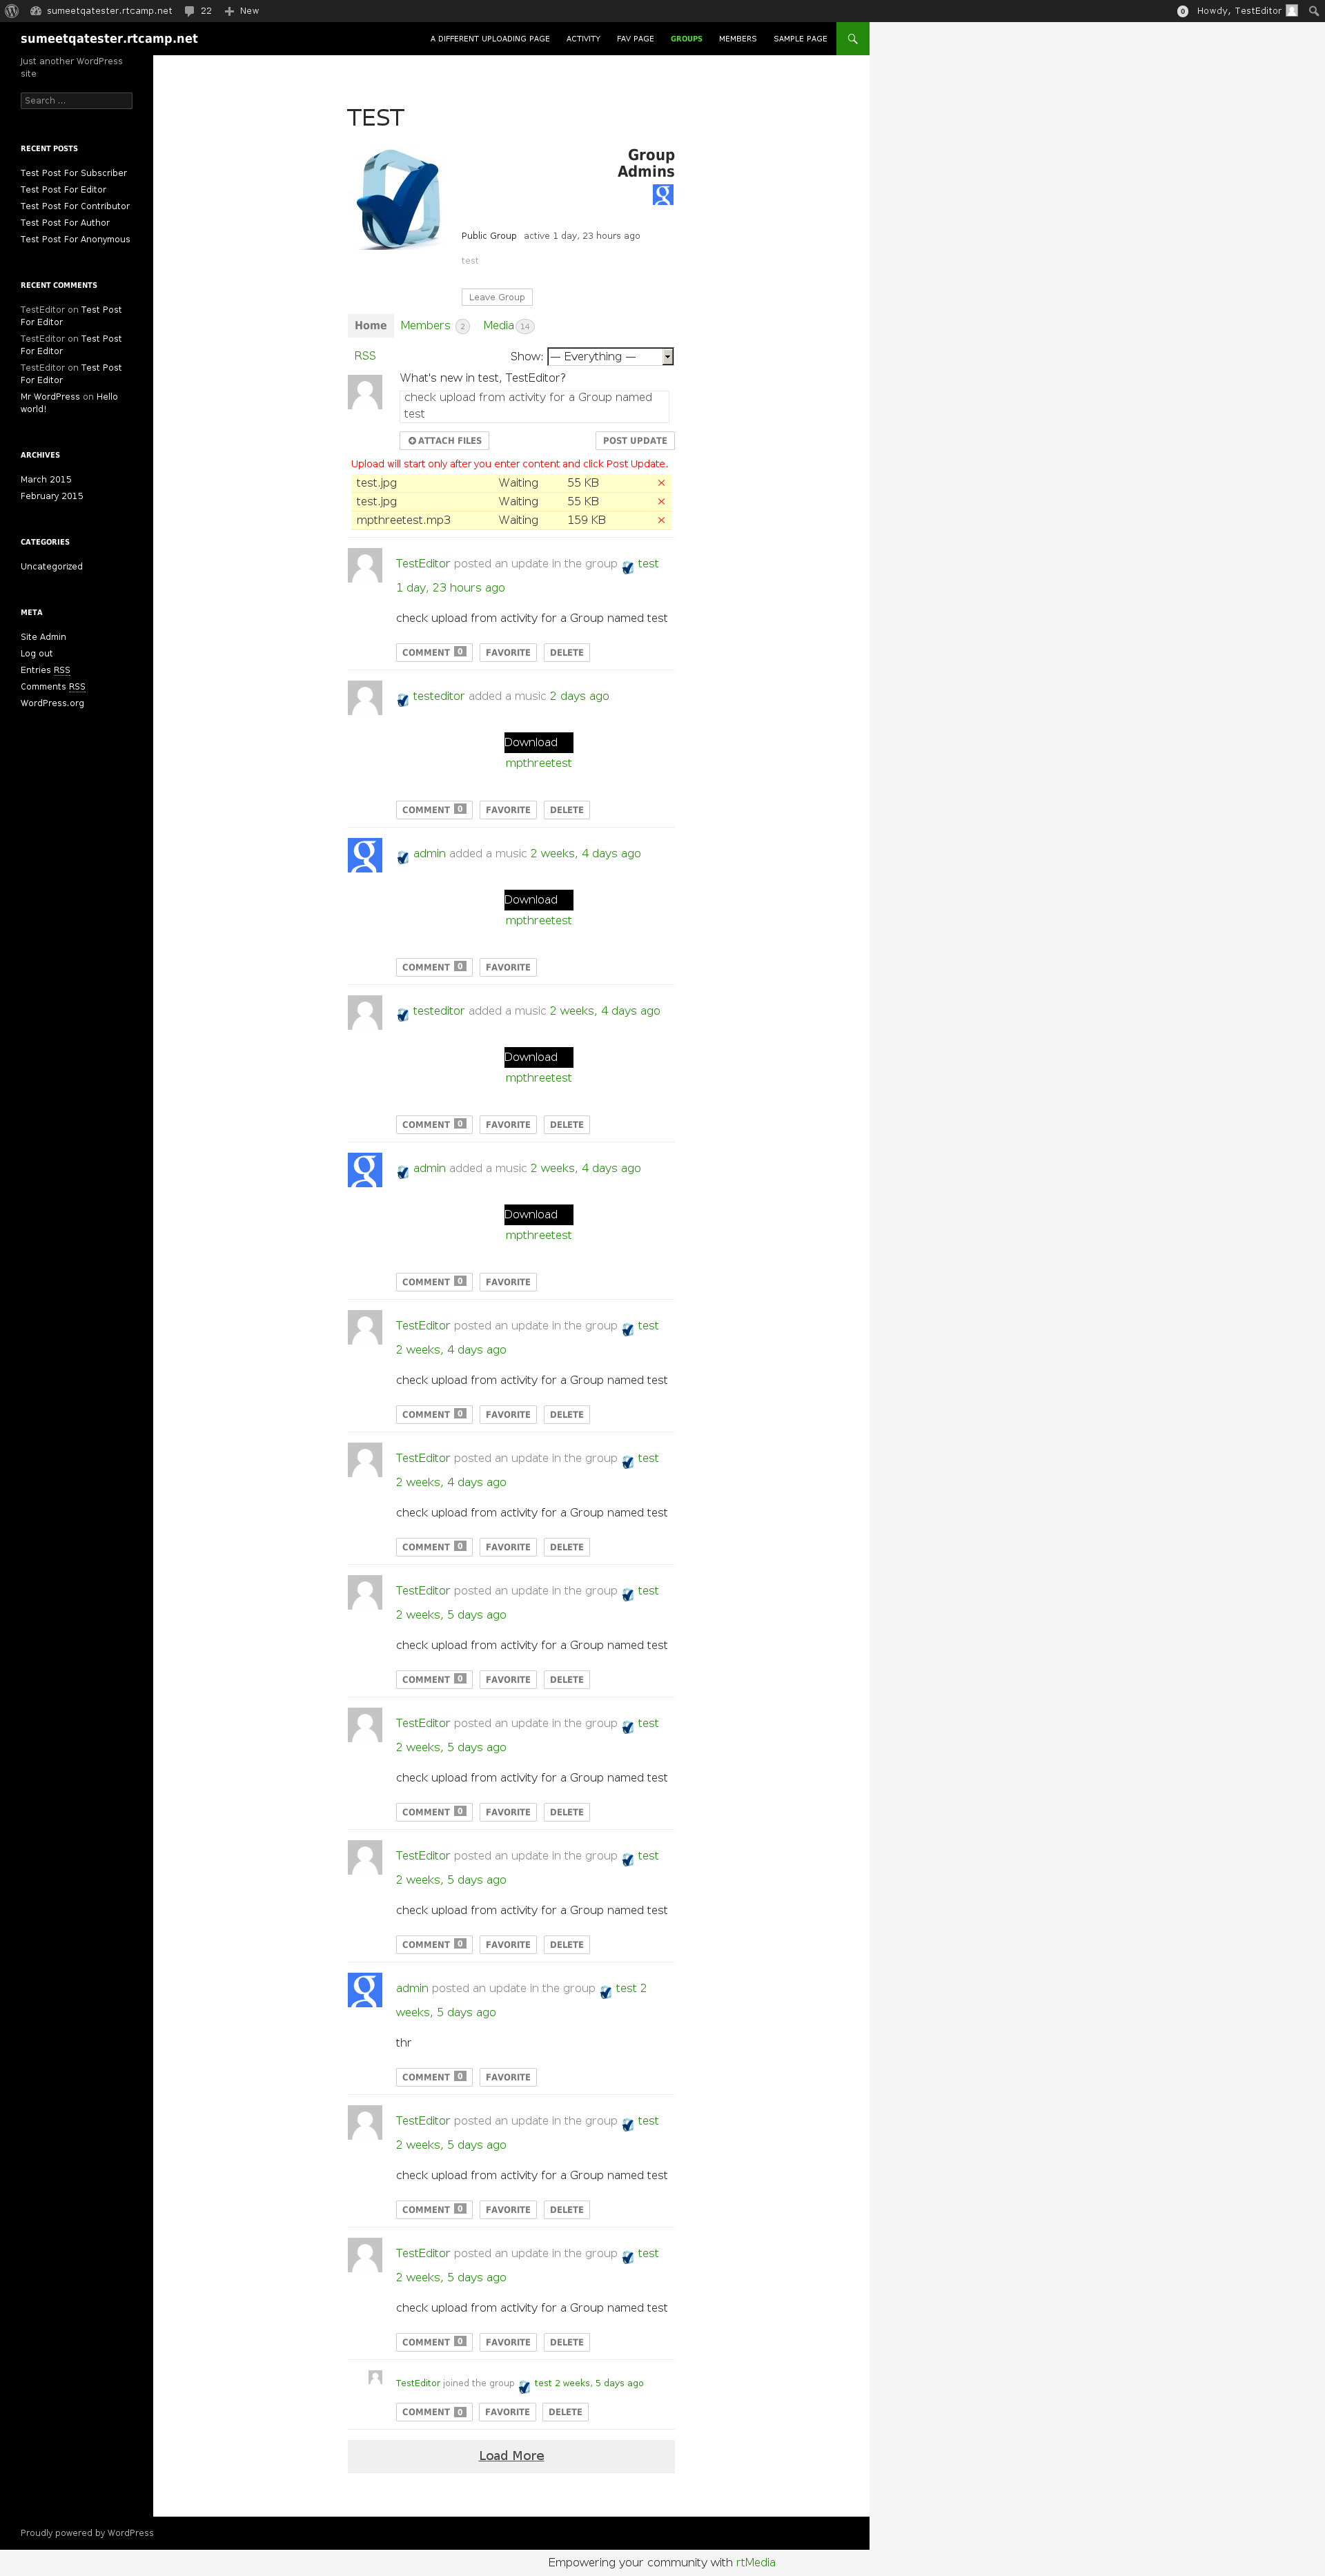 sumeetqatester.rtcamp.net 22 New 0 Howdy, TestEditor
sumeetqatester.rtcamp.net
A DIFFERENT UPLOADING PAGE ACTIVITY FAV PAGE GROUPS MEMBERS SAMPLE PAGE
Just another WordPress
site
Search ...
RECENT POSTS
Test Post For Subscriber
Test Post For Editor
Test Post For Contributor
Test Post For Author
Test Post For Anonymous
RECENT COMMENTS
TestEditor on Test Post
For Editor
TestEditor on Test Post
For Editor
TestEditor on Test Post
For Editor
Mr WordPress on Hello
world!
ARCHIVES
March 2015
February 2015
CATEGORIES
Uncategorized
META
Site Admin
Log out
Entries RSS
Comments RSS
WordPress.org
TEST
Group
Admins
Public Group active 1 day, 23 hours ago
test
Leave Group
Home Members 2 Media 14
RSS Show: — Everything —
What's new in test, TestEditor?
check upload from activity for a Group named
test
ATTACH FILES POST UPDATE
Upload will start only after you enter content and click Post Update.
test.jpg Waiting 55 KB ×
test.jpg Waiting 55 KB ×
mpthreetest.mp3 Waiting 159 KB ×
TestEditor posted an update in the group test
1 day, 23 hours ago
check upload from activity for a Group named test
COMMENT 0 FAVORITE DELETE
testeditor added a music 2 days ago
Download
mpthreetest
COMMENT 0 FAVORITE DELETE
admin added a music 2 weeks, 4 days ago
Download
mpthreetest
COMMENT 0 FAVORITE
testeditor added a music 2 weeks, 4 days ago
Download
mpthreetest
COMMENT 0 FAVORITE DELETE
admin added a music 2 weeks, 4 days ago
Download
mpthreetest
COMMENT 0 FAVORITE
TestEditor posted an update in the group test
2 weeks, 4 days ago
check upload from activity for a Group named test
COMMENT 0 FAVORITE DELETE
TestEditor posted an update in the group test
2 weeks, 4 days ago
check upload from activity for a Group named test
COMMENT 0 FAVORITE DELETE
TestEditor posted an update in the group test
2 weeks, 5 days ago
check upload from activity for a Group named test
COMMENT 0 FAVORITE DELETE
TestEditor posted an update in the group test
2 weeks, 5 days ago
check upload from activity for a Group named test
COMMENT 0 FAVORITE DELETE
TestEditor posted an update in the group test
2 weeks, 5 days ago
check upload from activity for a Group named test
COMMENT 0 FAVORITE DELETE
admin posted an update in the group test 2
weeks, 5 days ago
thr
COMMENT 0 FAVORITE
TestEditor posted an update in the group test
2 weeks, 5 days ago
check upload from activity for a Group named test
COMMENT 0 FAVORITE DELETE
TestEditor posted an update in the group test
2 weeks, 5 days ago
check upload from activity for a Group named test
COMMENT 0 FAVORITE DELETE
TestEditor joined the group test 2 weeks, 5 days ago
COMMENT 0 FAVORITE DELETE
Load More
Proudly powered by WordPress
Empowering your community with rtMedia